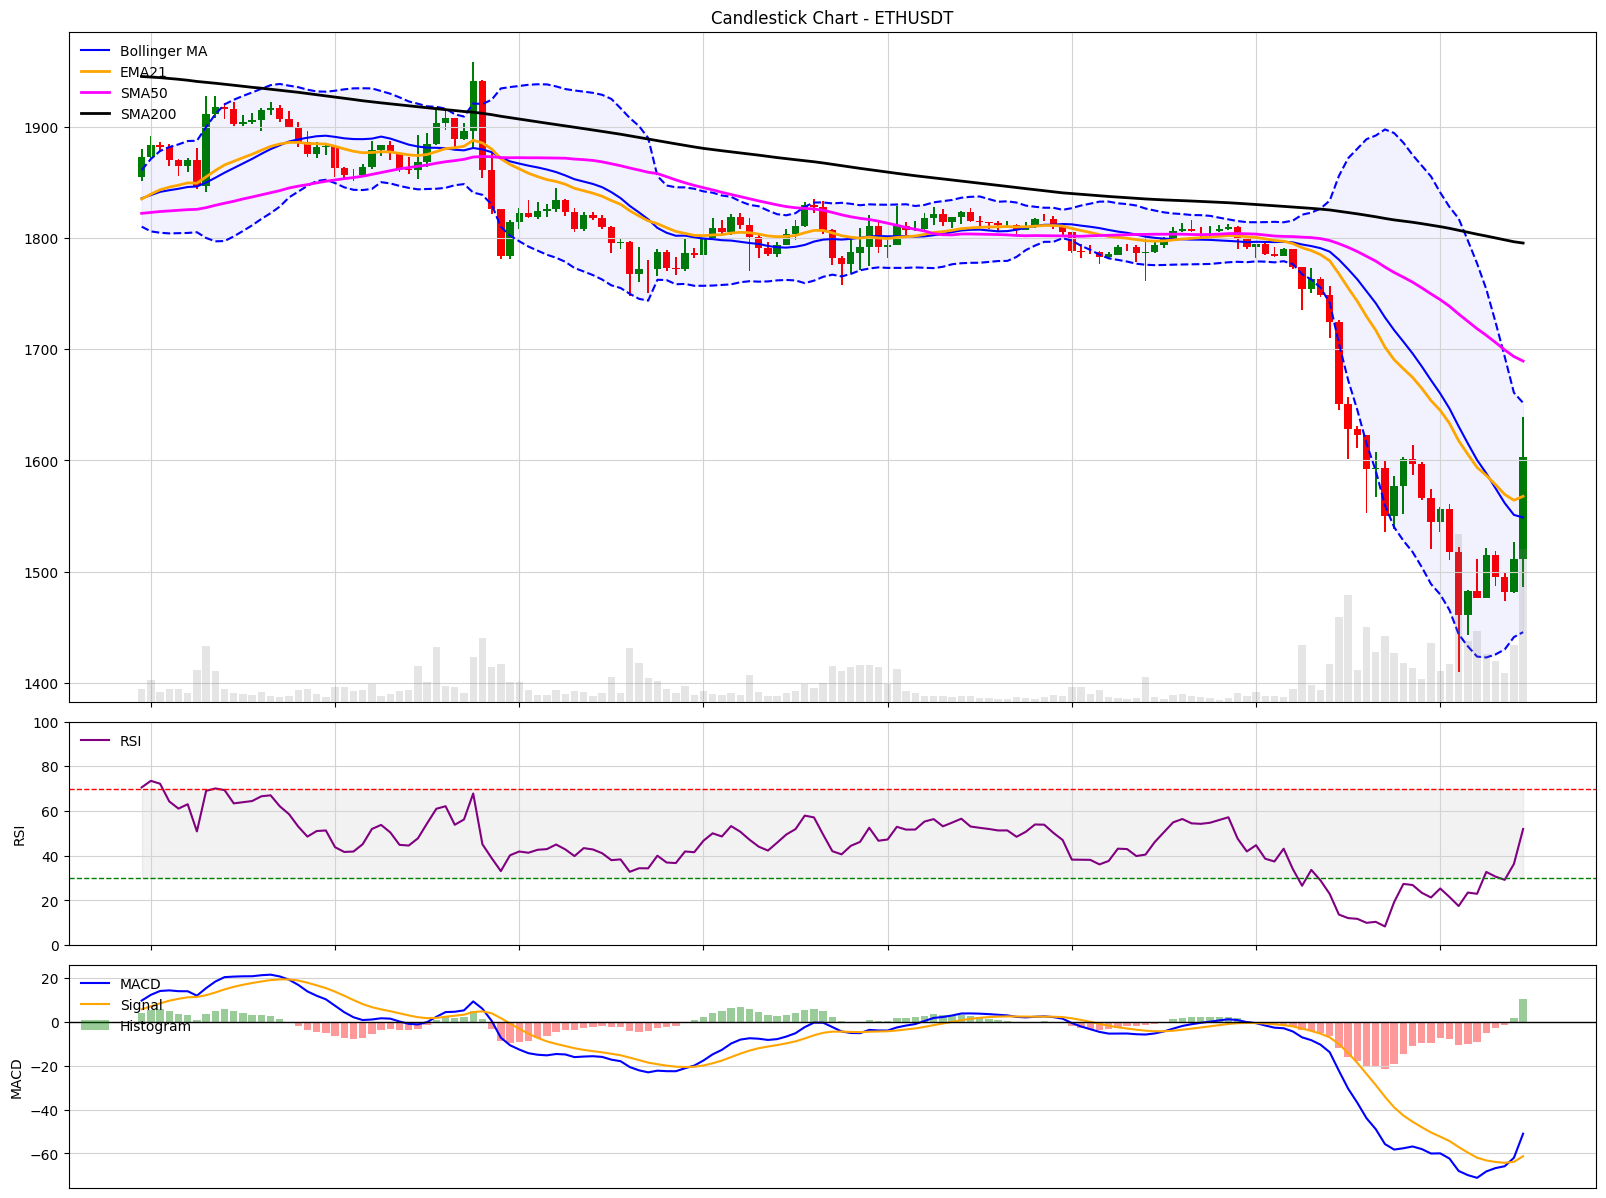 Candlestick Chart - ETHUSDT
Bollinger MA
EMA21
SMA50
SMA200
1900
1800
1700
1600
1500
1400
RSI
100
80
60
40
20
0
RSI
MACD
Signal
Histogram
20
0
−20
−40
−60
MACD